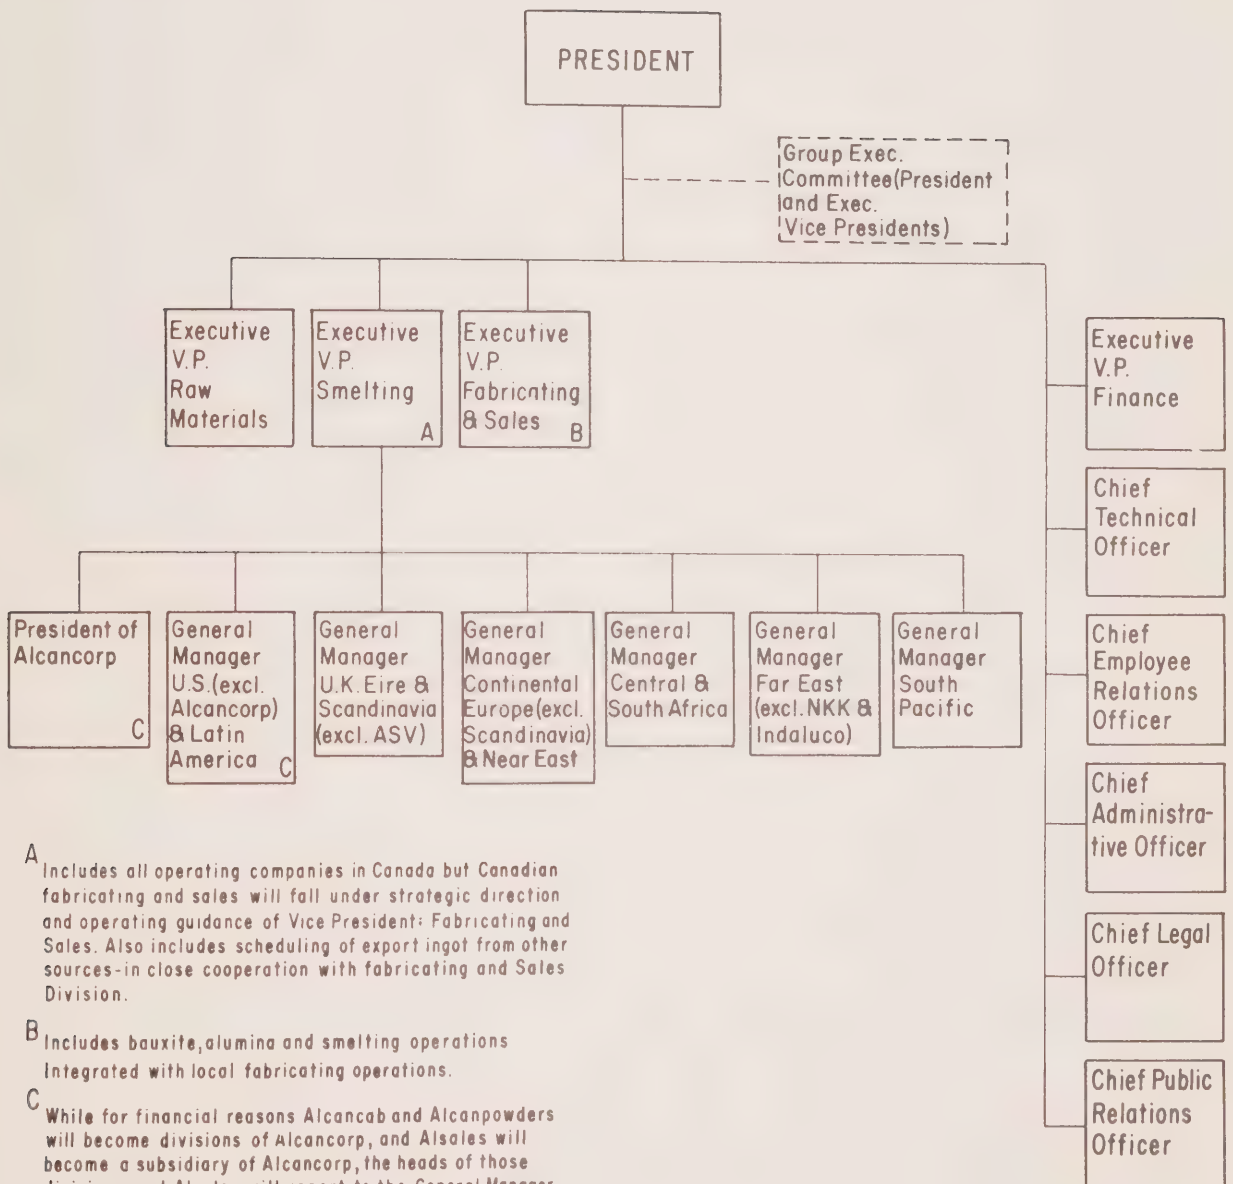 PRESIDENT
Group Exec.
Committee(President
and Exec.
Vice Presidents)
Executive
V.P.
Raw
Materials
Executive
V.P.
Smelting
A
Executive
V.P.
Fabricating
& Sales
B
Executive
V.P.
Finance
Chief
Technical
Officer
Chief
Employee
Relations
Officer
Chief
Administra-
tive Officer
Chief Legal
Officer
Chief Public
Relations
Officer
President of
Alcancorp
C
General
Manager
U.S.(excl.
Alcancorp)
& Latin
America
C
General
Manager
U.K. Eire &
Scandinavia
(excl. ASV)
General
Manager
Continental
Europe(excl.
Scandinavia)
& Near East
General
Manager
Central &
South Africa
General
Manager
Far East
(excl. NKK &
Indaluco)
General
Manager
South
Pacific
A
Includes all operating companies in Canada but Canadian
fabricating and sales will fall under strategic direction
and operating guidance of Vice President: Fabricating and
Sales. Also includes scheduling of export ingot from other
sources-in close cooperation with fabricating and Sales
Division.
B
Includes bauxite, alumina and smelting operations
Integrated with local fabricating operations.
C
While for financial reasons Alcancab and Alcanpowders
will become divisions of Alcancorp, and Alsales will
become a subsidiary of Alcancorp, the heads of those
will report to the General Manager